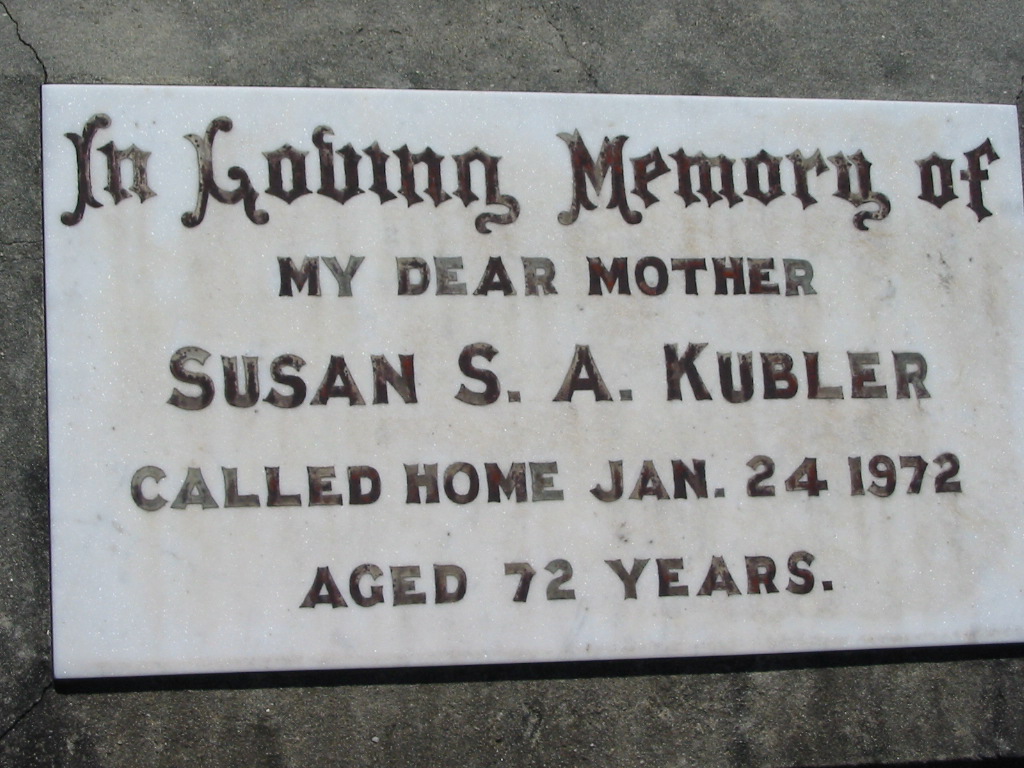 In Loving Memory of
MY DEAR MOTHER
SUSAN S. A. KUBLER
CALLED HOME JAN. 24 1972
AGED 72 YEARS.